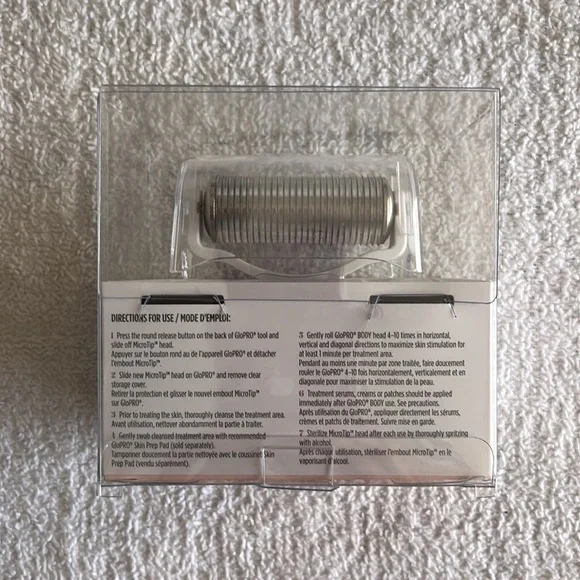 DIRECTIONS FOR USE / MODE D'EMPLOI:
1 Press the round release button on the back of GloPRO® tool and
slide off MicroTip™ head.
Appuyer sur le bouton rond au de l'appareil GloPRO® et détacher
l'embout MicroTip™.
2 Slide new MicroTip™ head on GloPRO® and remove clear
storage cover.
Retirer la protection et glisser le nouvel embout MicroTip™
sur GloPRO®.
3 Prior to treating the skin, thoroughly cleanse the treatment area.
Avant utilisation, nettoyer abondamment la partie à traiter.
4 Gently swab cleansed treatment area with recommended
GloPRO® Skin Prep Pad (sold separately).
Tamponner doucement la partie nettoyée avec le coussinet Skin
Prep Pad (vendu séparément).
5 Gently roll GloPRO® BODY head 4-10 times in horizontal,
vertical and diagonal directions to maximize skin stimulation for
at least 1 minute per treatment area.
Pendant au moins une minute par zone traitée, faire doucement
rouler le GloPRO® 4-10 fois horizontalement, verticalement et en
diagonale pour maximiser la stimulation de la peau.
6 Treatment serums, creams or patches should be applied
immediately after GloPRO® BODY use. See precautions.
Après utilisation du GloPRO®, appliquer directement les sérums,
crèmes et patchs de traitement. Suivre mise en garde.
7 Sterilize MicroTip™ head after each use by thoroughly spritzing
with alcohol.
Après chaque utilisation, stériliser l'embout MicroTip™ en le
vaporisant d'alcool.